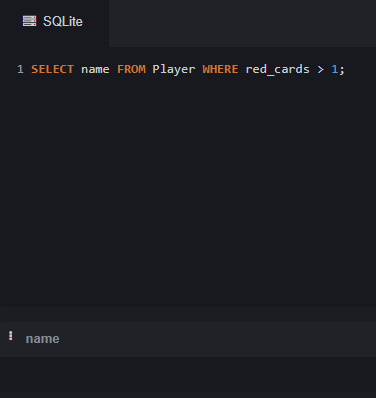 SQLite
1 SELECT name FROM Player WHERE red_cards > 1;
name